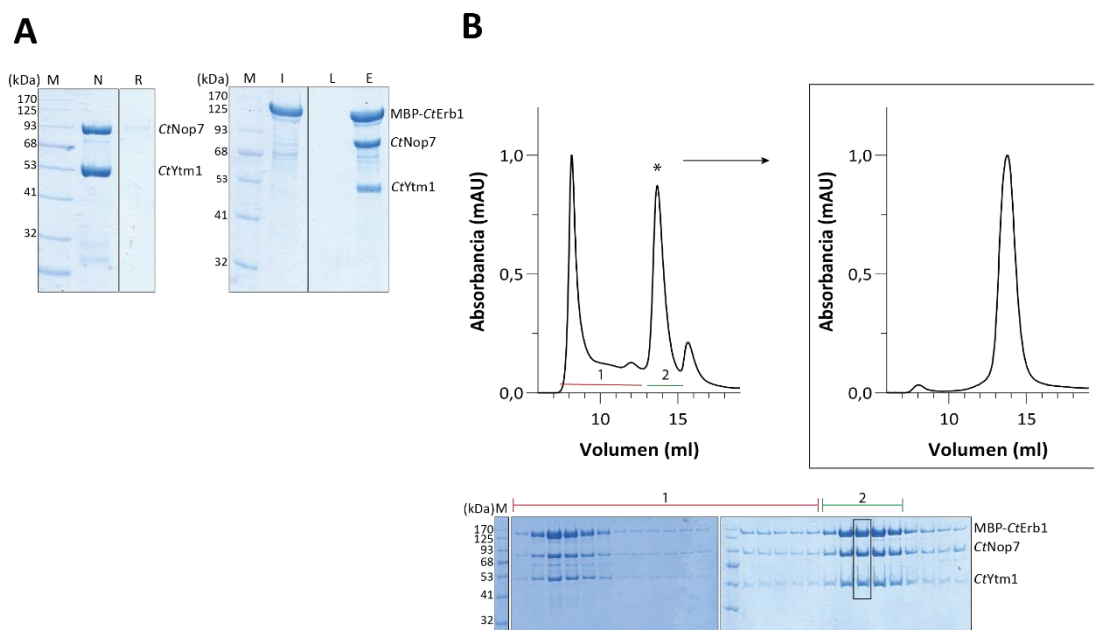 A
(kDa) M N R
170
125
93
68
53
41
32
CtNop7
CtYtm1
(kDa) M I L E
170
125
93
68
53
41
32
MBP-CtErb1
CtNop7
CtYtm1
B
Absorbancia (mAU)
1,0
0,5
0,0
*
1
2
10 15
Volumen (ml)
Absorbancia (mAU)
1,0
0,5
0,0
10 15
Volumen (ml)
1 2
(kDa) M
170
125
93
68
53
41
32
MBP-CtErb1
CtNop7
CtYtm1